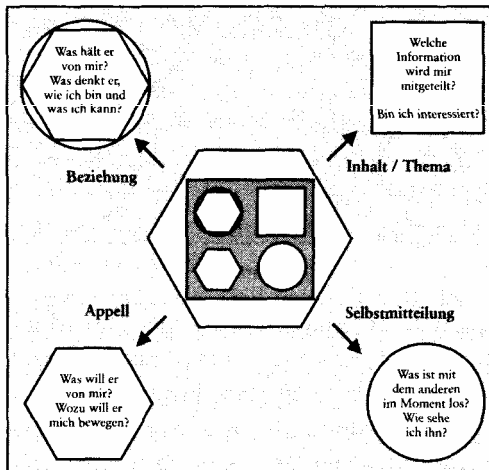 Was hält er
von mir?
Was denkt er,
wie ich bin und
was ich kann?
Welche
Information
wird mir
mitgeteilt?
Bin ich interessiert?
Beziehung
Inhalt / Thema
Appell
Selbstmitteilung
Was will er
von mir?
Wozu will er
mich bewegen?
Was ist mit
dem anderen
im Moment los?
Wie sehe
ich ihn?